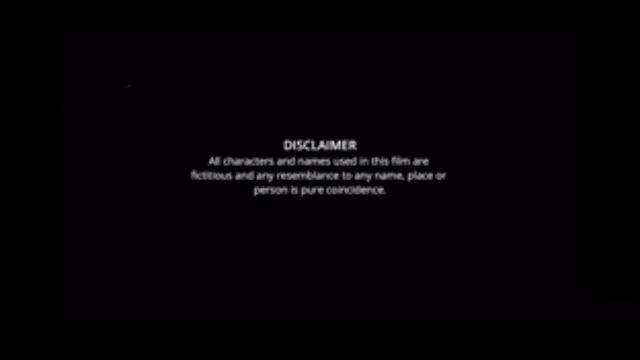 DISCLAIMER
All characters and names used in this film are
fictitious and any resemblance to any name, place or
person is pure coincidence.